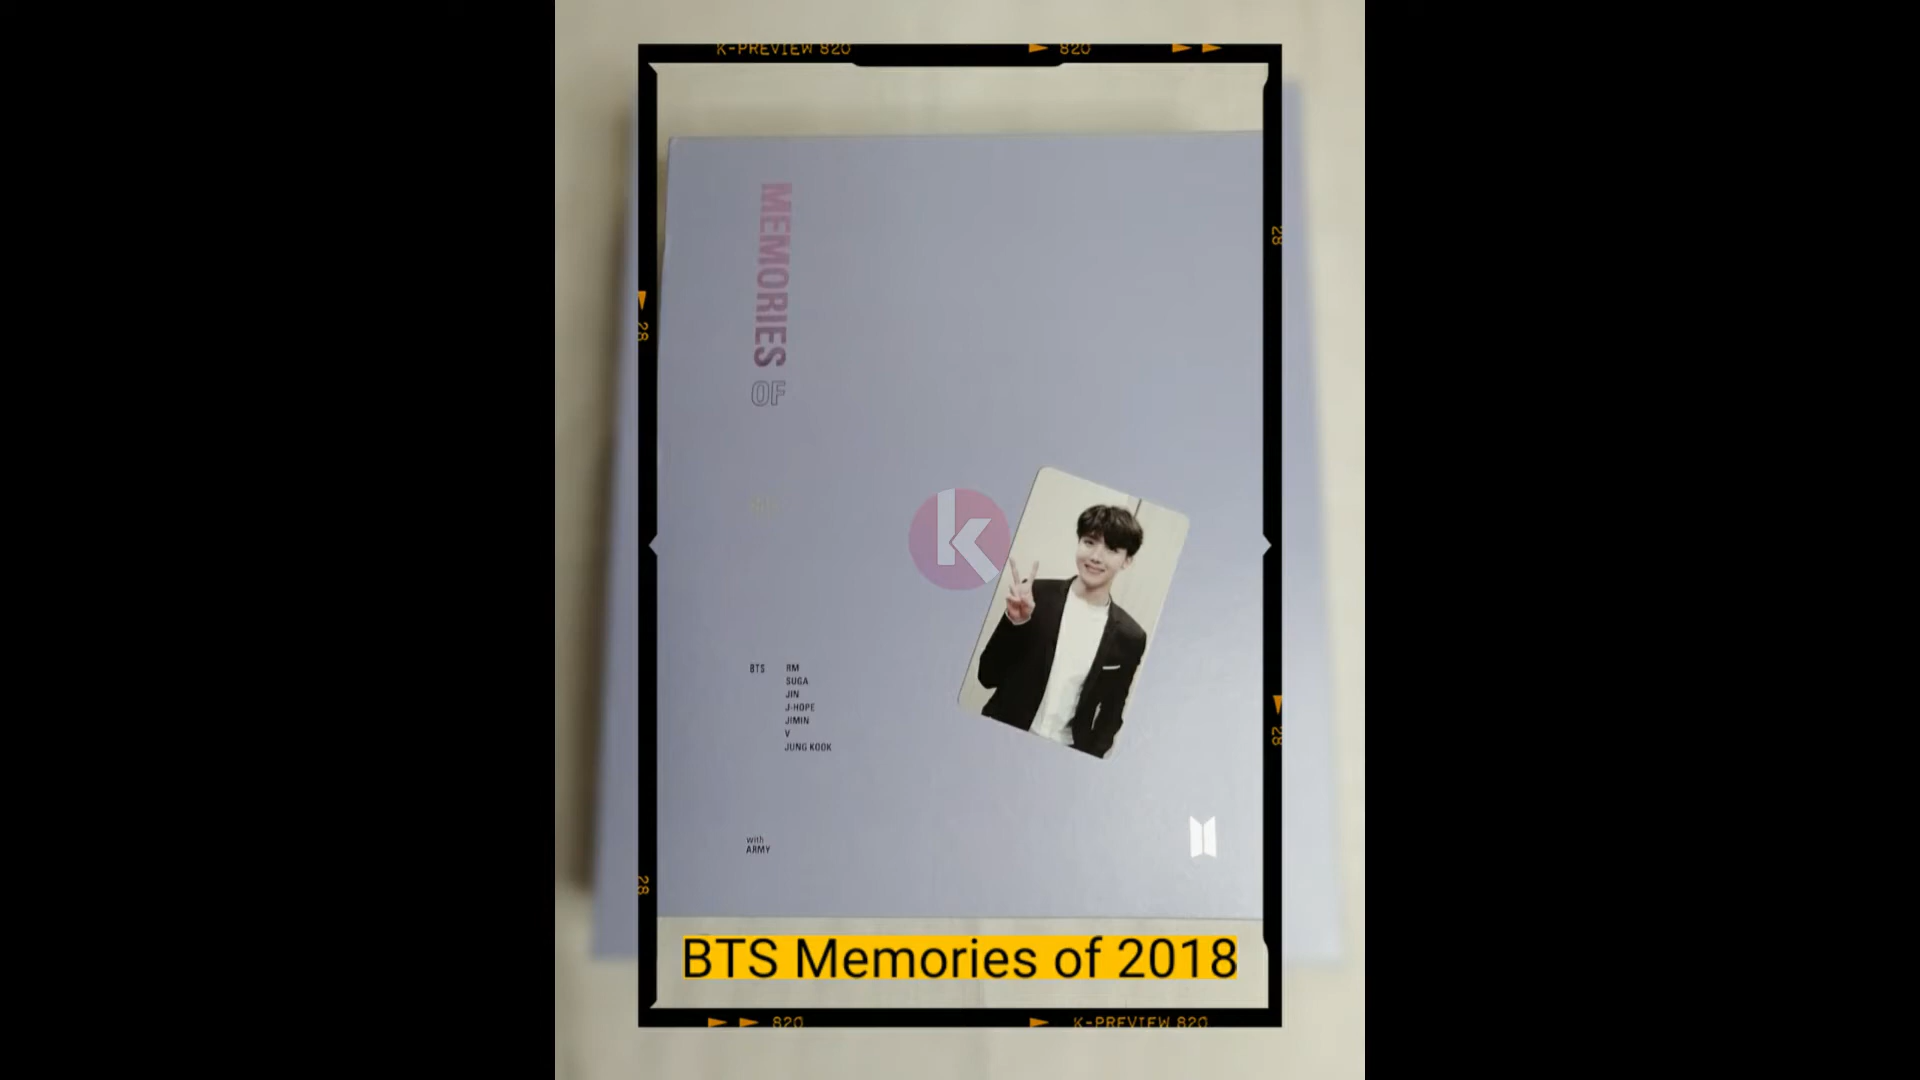 K-PREVIEW 820
820
MEMORIES OF
28
28
k
BTS RM
SUGA
JIN
J-HOPE
JIMIN
V
JUNG KOOK
28
with
ARMY
28
BTS Memories of 2018
820
K-PREVIEW 820